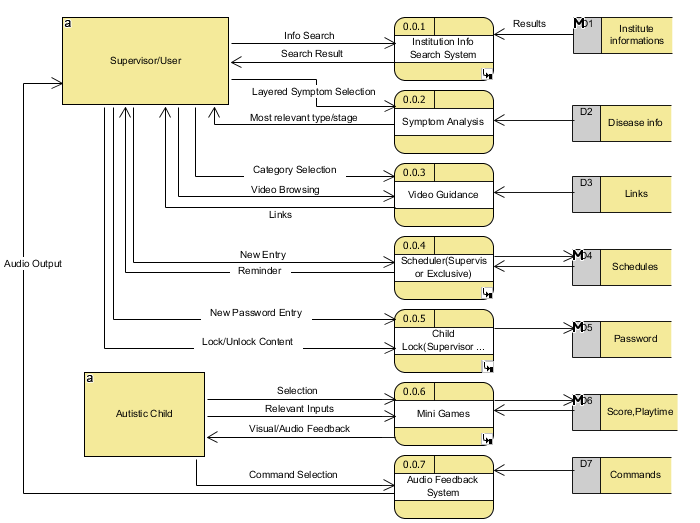 a
Supervisor/User
Info Search
Search Result
Layered Symptom Selection
Most relevant type/stage
Category Selection
Video Browsing
Links
New Entry
Reminder
New Password Entry
Lock/Unlock Content
Audio Output
a
Autistic Child
Selection
Relevant Inputs
Visual/Audio Feedback
Command Selection
0.0.1
Institution Info
Search System
0.0.2
Symptom Analysis
0.0.3
Video Guidance
0.0.4
Scheduler(Supervis
or Exclusive)
0.0.5
Child
Lock(Supervisor ...
0.0.6
Mini Games
0.0.7
Audio Feedback
System
Results
M D1
Institute
informations
D2
Disease info
D3
Links
M D4
Schedules
M D5
Password
M D6
Score,Playtime
D7
Commands